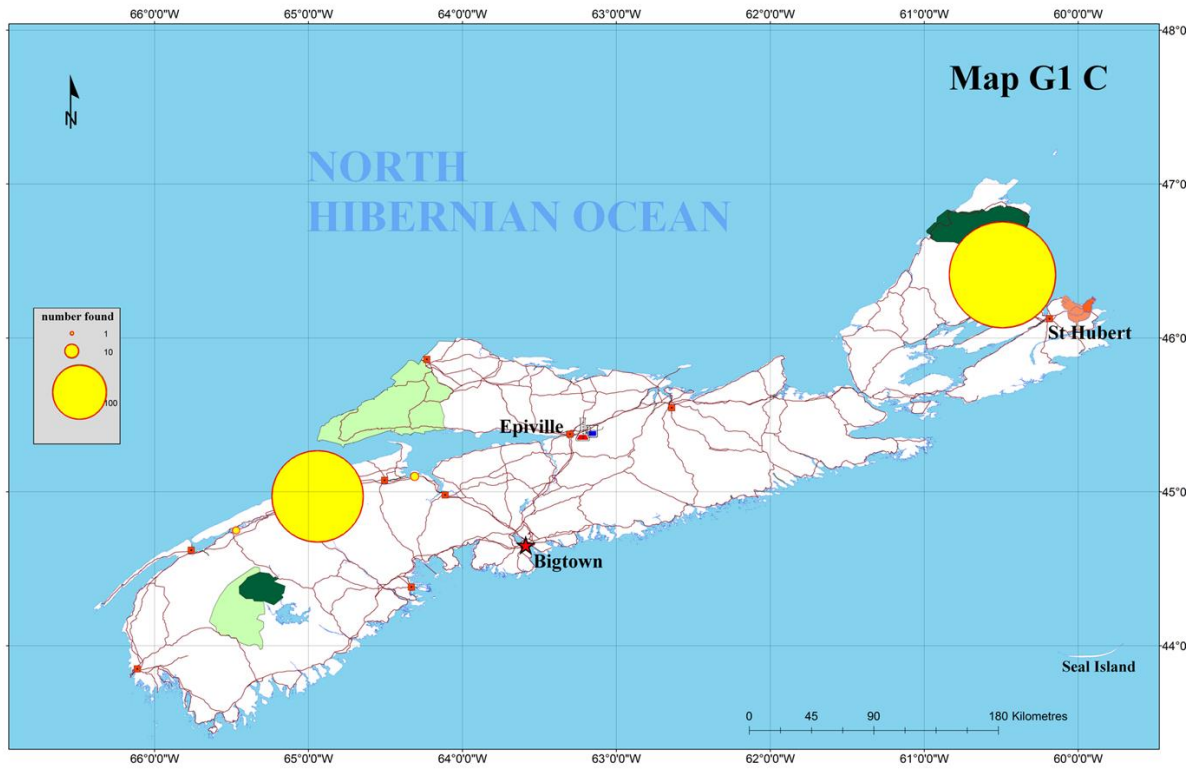 66°0'0"W 65°0'0"W 64°0'0"W 63°0'0"W 62°0'0"W 61°0'0"W 60°0'0"W
48°0
Map G1 C
N
NORTH
HIBERNIAN OCEAN
47°0
number found
1
10
100
St Hubert
46°0
Epiville
45°0
Bigtown
44°0
Seal Island
0 45 90 180 Kilometres
66°0'0"W 65°0'0"W 64°0'0"W 63°0'0"W 62°0'0"W 61°0'0"W 60°0'0"W